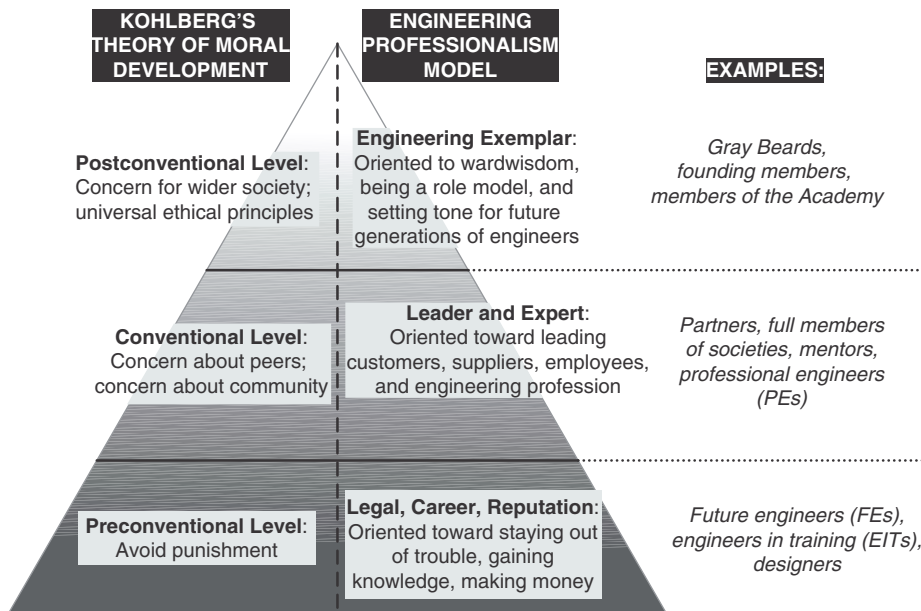 KOHLBERG'S
THEORY OF MORAL
DEVELOPMENT
ENGINEERING
PROFESSIONALISM
MODEL
EXAMPLES:
Postconventional Level:
Concern for wider society;
universal ethical principles
Engineering Exemplar:
Oriented to wardwisdom,
being a role model, and
setting tone for future
generations of engineers
Gray Beards,
founding members,
members of the Academy
Conventional Level:
Concern about peers;
concern about community
Leader and Expert:
Oriented toward leading
customers, suppliers, employees,
and engineering profession
Partners, full members
of societies, mentors,
professional engineers
(PEs)
Preconventional Level:
Avoid punishment
Legal, Career, Reputation:
Oriented toward staying out
of trouble, gaining
knowledge, making money
Future engineers (FEs),
engineers in training (EITs),
designers